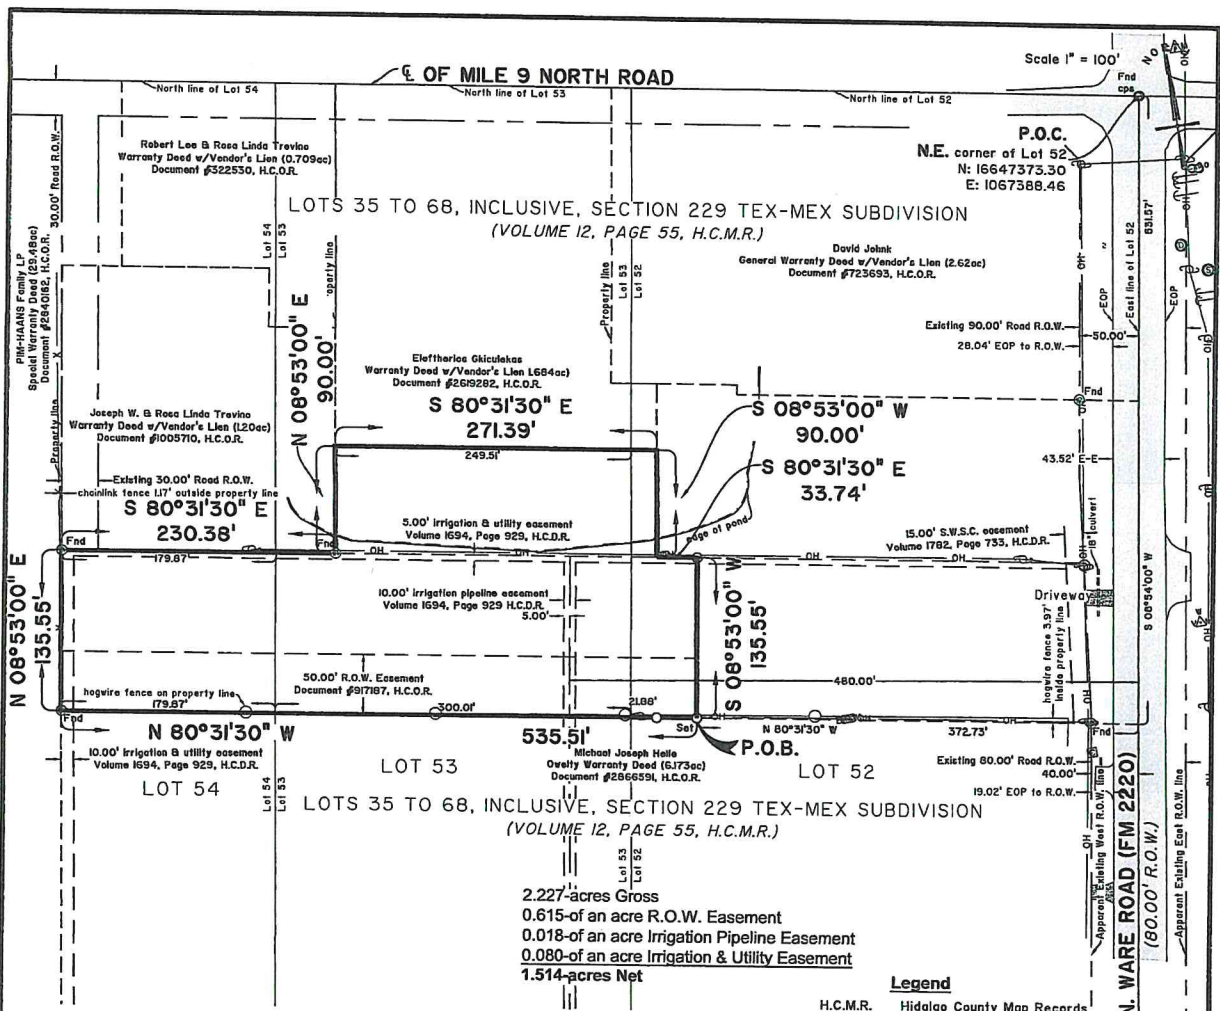 ℄ OF MILE 9 NORTH ROAD
Scale 1" = 100'
NO
Fnd
cps
North line of Lot 54
North line of Lot 53
North line of Lot 52
P.O.C.
N.E. corner of Lot 52
N: 16647373.30
E: 1067388.46
Robert Lee & Rosa Linda Trevino
Warranty Deed w/Vendor's Lien (0.709ac)
Document #322530, H.C.O.R.
30.00' Road R.O.W.
LOTS 35 TO 68, INCLUSIVE, SECTION 229 TEX-MEX SUBDIVISION
(VOLUME 12, PAGE 55, H.C.M.R.)
631.57'
East line of Lot 52
Lot 54
Lot 53
Lot 53
Lot 52
Property line
operty line
David Johnk
General Warranty Deed w/Vendor's Lien (2.62ac)
Document #723693, H.C.O.R.
PIM-HAANS Family LP
Special Warranty Deed (29.48ac)
Document #2840162, H.C.O.R.
Property line
EOP
EOP
OH
Existing 90.00' Road R.O.W.
50.00'
28.04' EOP to R.O.W.
N 08°53'00" E
90.00'
Eleftherios Gkiculekas
Warranty Deed w/Vendor's Lien 1.684ac)
Document #2619282, H.C.O.R.
S 80°31'30" E
271.39'
249.51'
S 08°53'00" W
90.00'
Fnd
Joseph W. & Rosa Linda Trevino
Warranty Deed w/Vendor's Lien (1.20ac)
Document #1005710, H.C.O.R.
S 80°31'30" E
33.74'
43.52' E-E
Existing 30.00' Road R.O.W.
chainlink fence 1.17' outside property line
S 80°31'30" E
230.38'
5.00' irrigation & utility easement
Volume 1694, Page 929, H.C.D.R.
edge of pond
15.00' S.W.S.C. easement
Volume 1782, Page 733, H.C.D.R.
18" culvert
Fnd
Fnd
179.87'
OH
OH
OH
OH
OH
N 08°53'00" E
135.55'
10.00' irrigation pipeline easement
Volume 1694, Page 929 H.C.D.R.
5.00'
S 08°53'00" W
135.55'
Driveway
hogwire fence 3.97'
inside property line
S 08°54'00" W
50.00' R.O.W. Easement
Document #917187, H.C.O.R.
480.00'
hogwire fence on property line
179.87'
300.01'
21.88'
Fnd
N 80°31'30" W
535.51'
Set
OH
N 80°31'30" W
OH
372.73'
OH
Fnd
P.O.B.
10.00' irrigation & utility easement
Volume 1694, Page 929, H.C.D.R.
Michael Joseph Helle
Owelty Warranty Deed (6.173ac)
Document #2866591, H.C.O.R.
Existing 80.00' Road R.O.W.
40.00'
19.02' EOP to R.O.W.
LOT 54
LOT 53
LOT 52
Lot 54
Lot 53
LOTS 35 TO 68, INCLUSIVE, SECTION 229 TEX-MEX SUBDIVISION
(VOLUME 12, PAGE 55, H.C.M.R.)
Lot 53
Lot 52
Apparent Existing West R.O.W. line
N. WARE ROAD (FM 2220)
(80.00' R.O.W.)
Apparent Existing East R.O.W. line
2.227-acres Gross
0.615-of an acre R.O.W. Easement
0.018-of an acre Irrigation Pipeline Easement
0.080-of an acre Irrigation & Utility Easement
1.514-acres Net
Legend
H.C.M.R. Hidalgo County Map Records